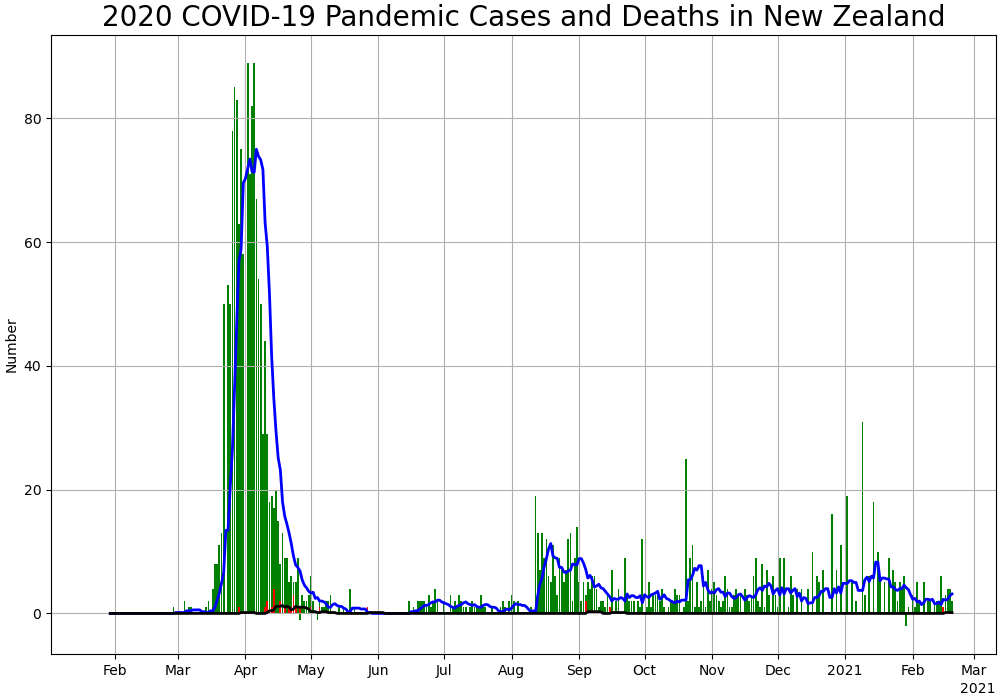 2020 COVID-19 Pandemic Cases and Deaths in New Zealand
Number
80
60
40
20
0
Feb Mar Apr May Jun Jul Aug Sep Oct Nov Dec 2021 Feb Mar
2021